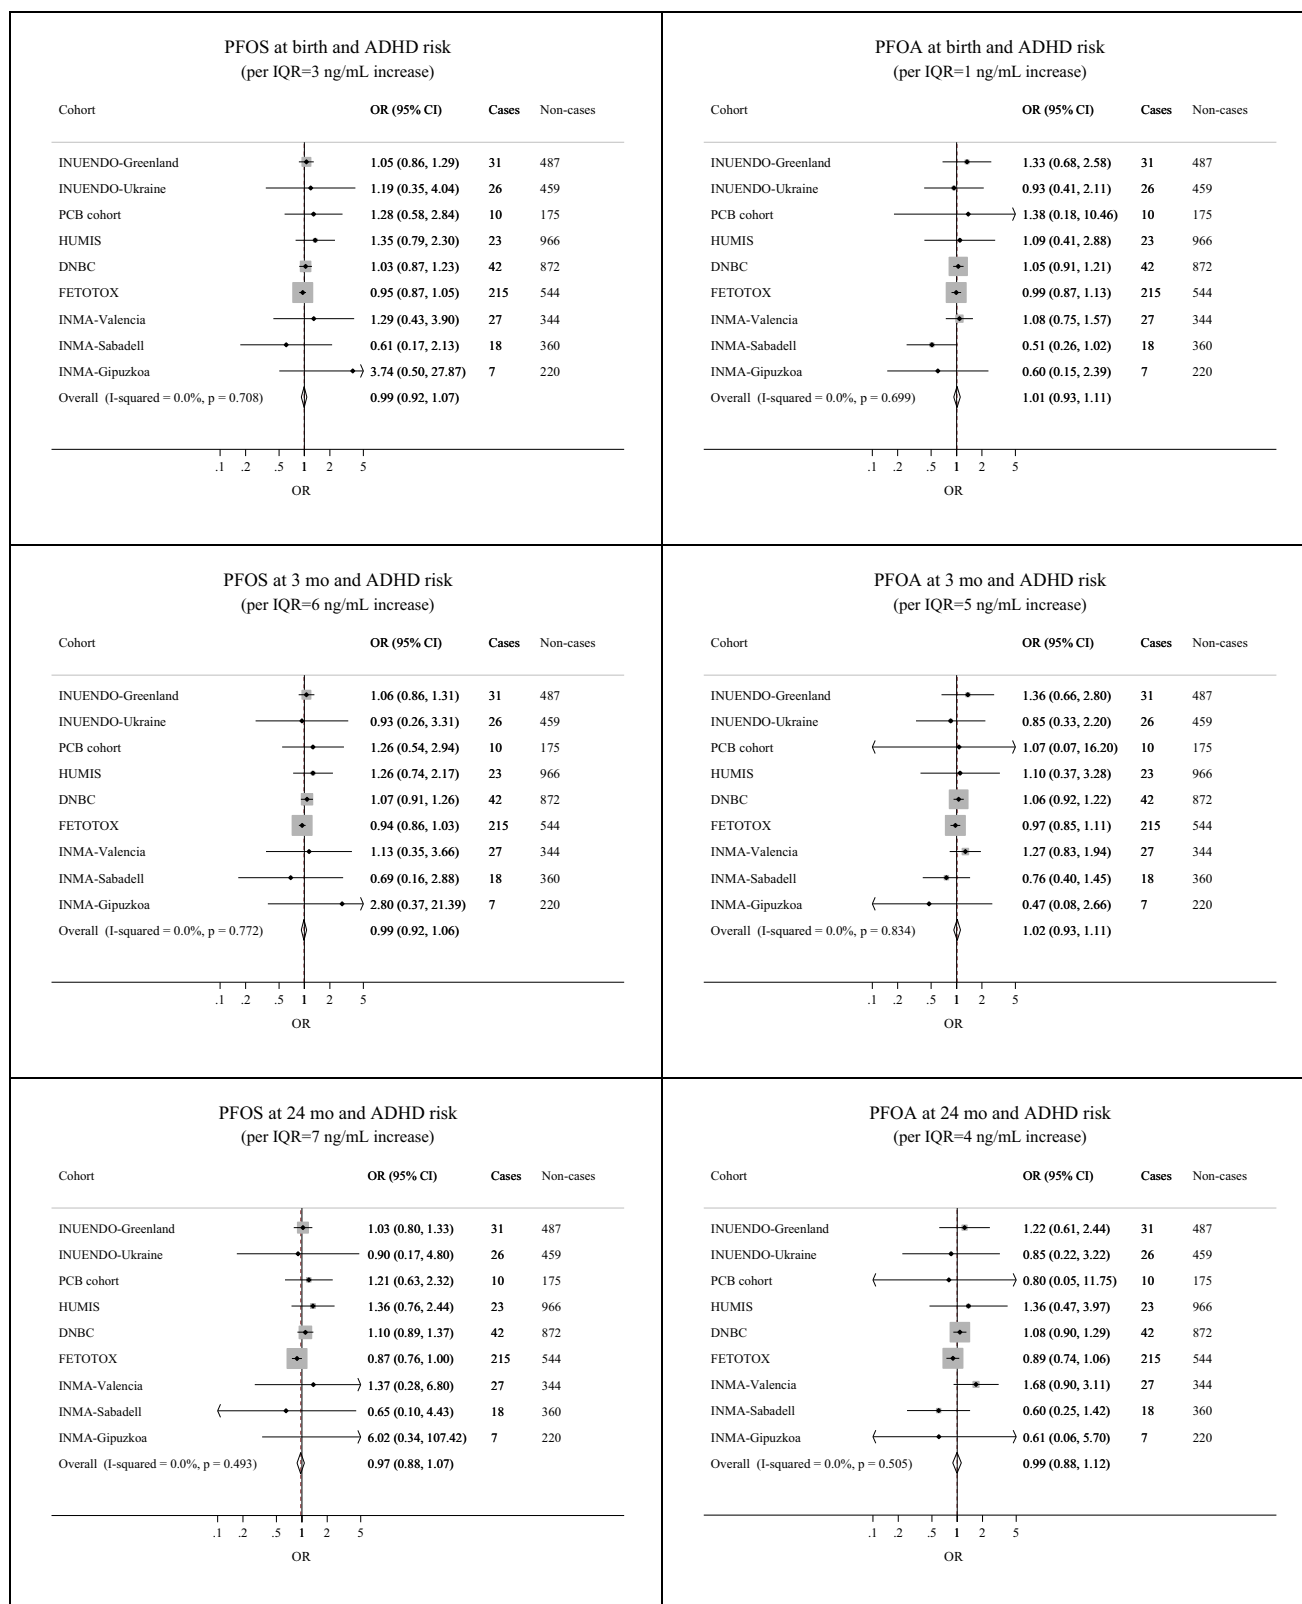 PFOS at birth and ADHD risk
(per IQR=3 ng/mL increase)
Cohort OR (95% CI) Cases Non-cases
INUENDO-Greenland 1.05 (0.86, 1.29) 31 487
INUENDO-Ukraine 1.19 (0.35, 4.04) 26 459
PCB cohort 1.28 (0.58, 2.84) 10 175
HUMIS 1.35 (0.79, 2.30) 23 966
DNBC 1.03 (0.87, 1.23) 42 872
FETOTOX 0.95 (0.87, 1.05) 215 544
INMA-Valencia 1.29 (0.43, 3.90) 27 344
INMA-Sabadell 0.61 (0.17, 2.13) 18 360
INMA-Gipuzkoa 3.74 (0.50, 27.87) 7 220
Overall (I-squared = 0.0%, p = 0.708) 0.99 (0.92, 1.07)
.1 .2 .5 1 2 5
OR
PFOA at birth and ADHD risk
(per IQR=1 ng/mL increase)
Cohort OR (95% CI) Cases Non-cases
INUENDO-Greenland 1.33 (0.68, 2.58) 31 487
INUENDO-Ukraine 0.93 (0.41, 2.11) 26 459
PCB cohort 1.38 (0.18, 10.46) 10 175
HUMIS 1.09 (0.41, 2.88) 23 966
DNBC 1.05 (0.91, 1.21) 42 872
FETOTOX 0.99 (0.87, 1.13) 215 544
INMA-Valencia 1.08 (0.75, 1.57) 27 344
INMA-Sabadell 0.51 (0.26, 1.02) 18 360
INMA-Gipuzkoa 0.60 (0.15, 2.39) 7 220
Overall (I-squared = 0.0%, p = 0.699) 1.01 (0.93, 1.11)
.1 .2 .5 1 2 5
OR
PFOS at 3 mo and ADHD risk
(per IQR=6 ng/mL increase)
Cohort OR (95% CI) Cases Non-cases
INUENDO-Greenland 1.06 (0.86, 1.31) 31 487
INUENDO-Ukraine 0.93 (0.26, 3.31) 26 459
PCB cohort 1.26 (0.54, 2.94) 10 175
HUMIS 1.26 (0.74, 2.17) 23 966
DNBC 1.07 (0.91, 1.26) 42 872
FETOTOX 0.94 (0.86, 1.03) 215 544
INMA-Valencia 1.13 (0.35, 3.66) 27 344
INMA-Sabadell 0.69 (0.16, 2.88) 18 360
INMA-Gipuzkoa 2.80 (0.37, 21.39) 7 220
Overall (I-squared = 0.0%, p = 0.772) 0.99 (0.92, 1.06)
.1 .2 .5 1 2 5
OR
PFOA at 3 mo and ADHD risk
(per IQR=5 ng/mL increase)
Cohort OR (95% CI) Cases Non-cases
INUENDO-Greenland 1.36 (0.66, 2.80) 31 487
INUENDO-Ukraine 0.85 (0.33, 2.20) 26 459
PCB cohort 1.07 (0.07, 16.20) 10 175
HUMIS 1.10 (0.37, 3.28) 23 966
DNBC 1.06 (0.92, 1.22) 42 872
FETOTOX 0.97 (0.85, 1.11) 215 544
INMA-Valencia 1.27 (0.83, 1.94) 27 344
INMA-Sabadell 0.76 (0.40, 1.45) 18 360
INMA-Gipuzkoa 0.47 (0.08, 2.66) 7 220
Overall (I-squared = 0.0%, p = 0.834) 1.02 (0.93, 1.11)
.1 .2 .5 1 2 5
OR
PFOS at 24 mo and ADHD risk
(per IQR=7 ng/mL increase)
Cohort OR (95% CI) Cases Non-cases
INUENDO-Greenland 1.03 (0.80, 1.33) 31 487
INUENDO-Ukraine 0.90 (0.17, 4.80) 26 459
PCB cohort 1.21 (0.63, 2.32) 10 175
HUMIS 1.36 (0.76, 2.44) 23 966
DNBC 1.10 (0.89, 1.37) 42 872
FETOTOX 0.87 (0.76, 1.00) 215 544
INMA-Valencia 1.37 (0.28, 6.80) 27 344
INMA-Sabadell 0.65 (0.10, 4.43) 18 360
INMA-Gipuzkoa 6.02 (0.34, 107.42) 7 220
Overall (I-squared = 0.0%, p = 0.493) 0.97 (0.88, 1.07)
.1 .2 .5 1 2 5
OR
PFOA at 24 mo and ADHD risk
(per IQR=4 ng/mL increase)
Cohort OR (95% CI) Cases Non-cases
INUENDO-Greenland 1.22 (0.61, 2.44) 31 487
INUENDO-Ukraine 0.85 (0.22, 3.22) 26 459
PCB cohort 0.80 (0.05, 11.75) 10 175
HUMIS 1.36 (0.47, 3.97) 23 966
DNBC 1.08 (0.90, 1.29) 42 872
FETOTOX 0.89 (0.74, 1.06) 215 544
INMA-Valencia 1.68 (0.90, 3.11) 27 344
INMA-Sabadell 0.60 (0.25, 1.42) 18 360
INMA-Gipuzkoa 0.61 (0.06, 5.70) 7 220
Overall (I-squared = 0.0%, p = 0.505) 0.99 (0.88, 1.12)
.1 .2 .5 1 2 5
OR